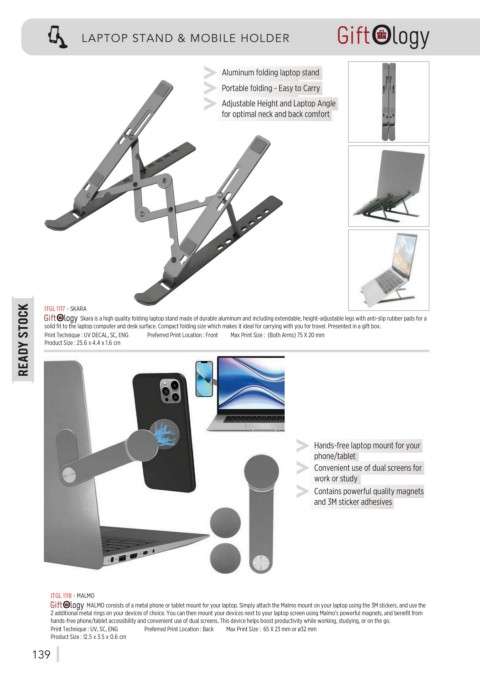 LAPTOP STAND & MOBILE HOLDER
GiftOlogy
Aluminum folding laptop stand
Portable folding - Easy to Carry
Adjustable Height and Laptop Angle
for optimal neck and back comfort
READY STOCK
ITGL 1117 - SKARA
GiftOlogy Skara is a high quality folding laptop stand made of durable aluminum and including extendable, height-adjustable legs with anti-slip rubber pads for a
solid fit to the laptop computer and desk surface. Compact folding size which makes it ideal for carrying with you for travel. Presented in a gift box.
Print Technique : UV DECAL, SC, ENG Preferred Print Location : Front Max Print Size : (Both Arms) 75 X 20 mm
Product Size : 25.6 x 4.4 x 1.6 cm
Hands-free laptop mount for your
phone/tablet
Convenient use of dual screens for
work or study
Contains powerful quality magnets
and 3M sticker adhesives
ITGL 1118 - MALMO
GiftOlogy MALMO consists of a metal phone or tablet mount for your laptop. Simply attach the Malmo mount on your laptop using the 3M stickers, and use the
2 additional metal rings on your devices of choice. You can then mount your devices next to your laptop screen using Malmo's powerful magnets, and benefit from
hands-free phone/tablet accessibility and convenient use of dual screens. This device helps boost productivity while working, studying, or on the go.
Print Technique : UV, SC, ENG Preferred Print Location : Back Max Print Size : 65 X 23 mm or ø32 mm
Product Size : 12.5 x 3.5 x 0.6 cm
139